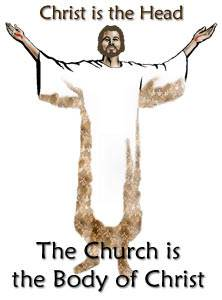 Christ is the Head
The Church is
the Body of Christ